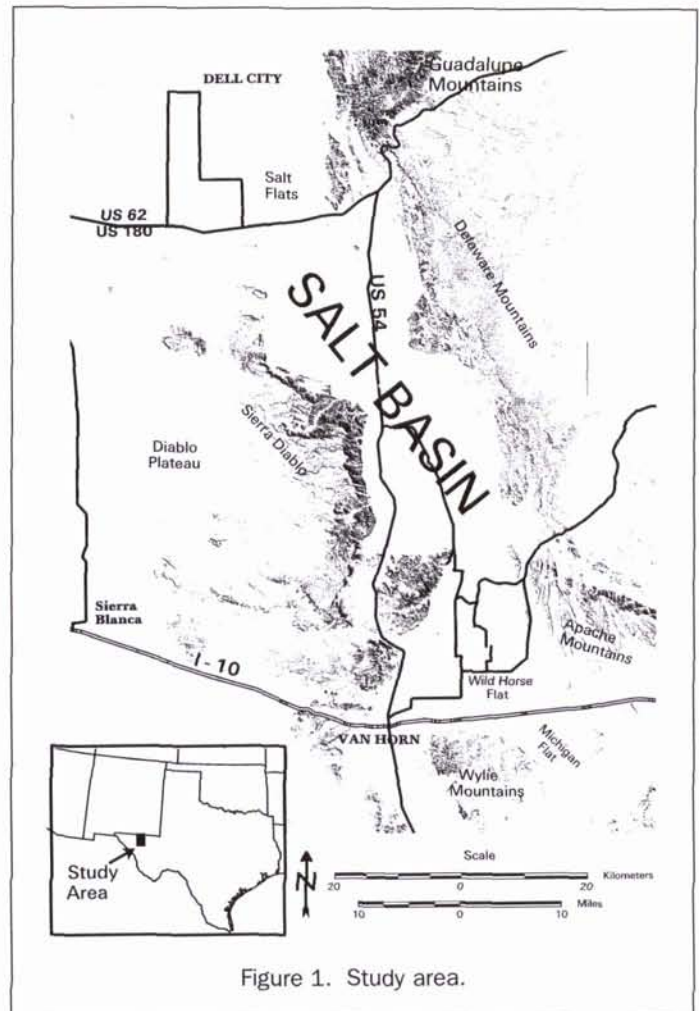 Guadalupe
Mountains
DELL CITY
Salt
Flats
US 62
US 180
Delaware Mountains
US 54
SALT BASIN
Sierra Diablo
Diablo
Plateau
Sierra
Blanca
Apache
Mountains
I-10
Wild Horse
Flat
VAN HORN
Michigan
Flat
Wylie
Mountains
Study
Area
N
Scale
20 0 20 Kilometers
10 0 10 Miles
Figure 1. Study area.